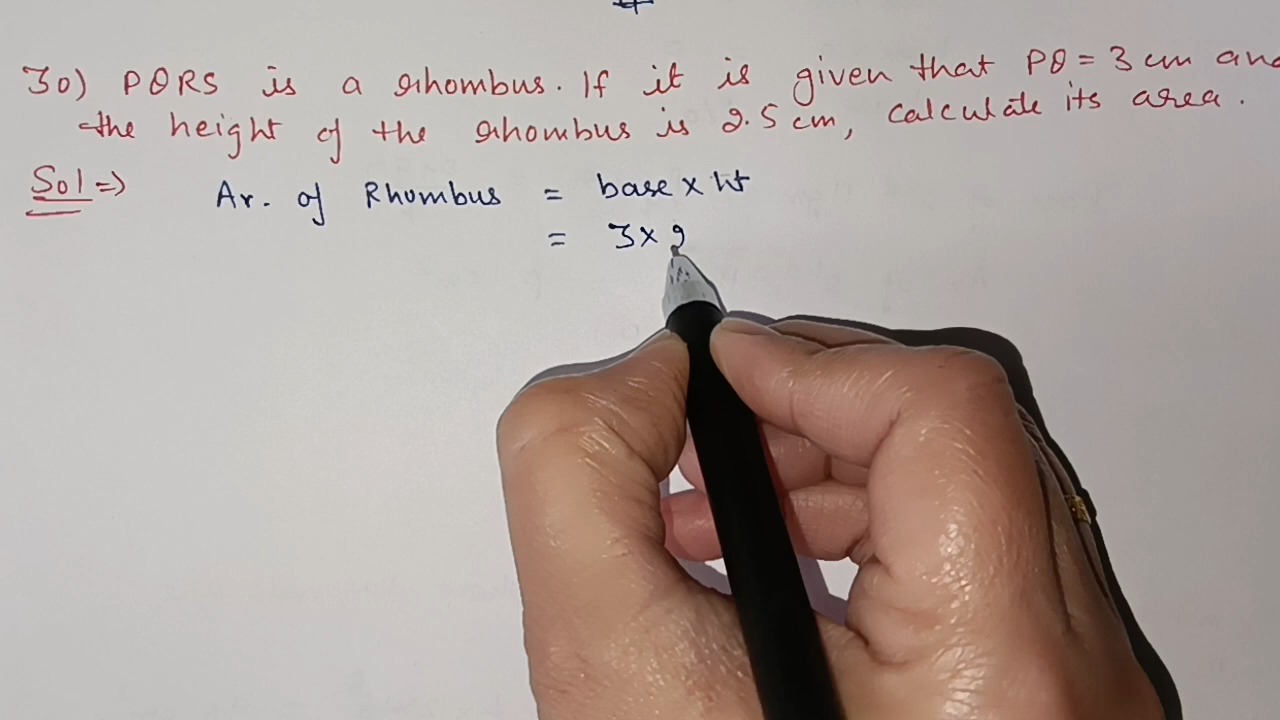 30) PQRS is a rhombus. If it is given that PQ = 3 cm and
the height of the rhombus is 2.5 cm, calculate its area.
Sol => Ar. of Rhombus = base × ht
= 3 × 2